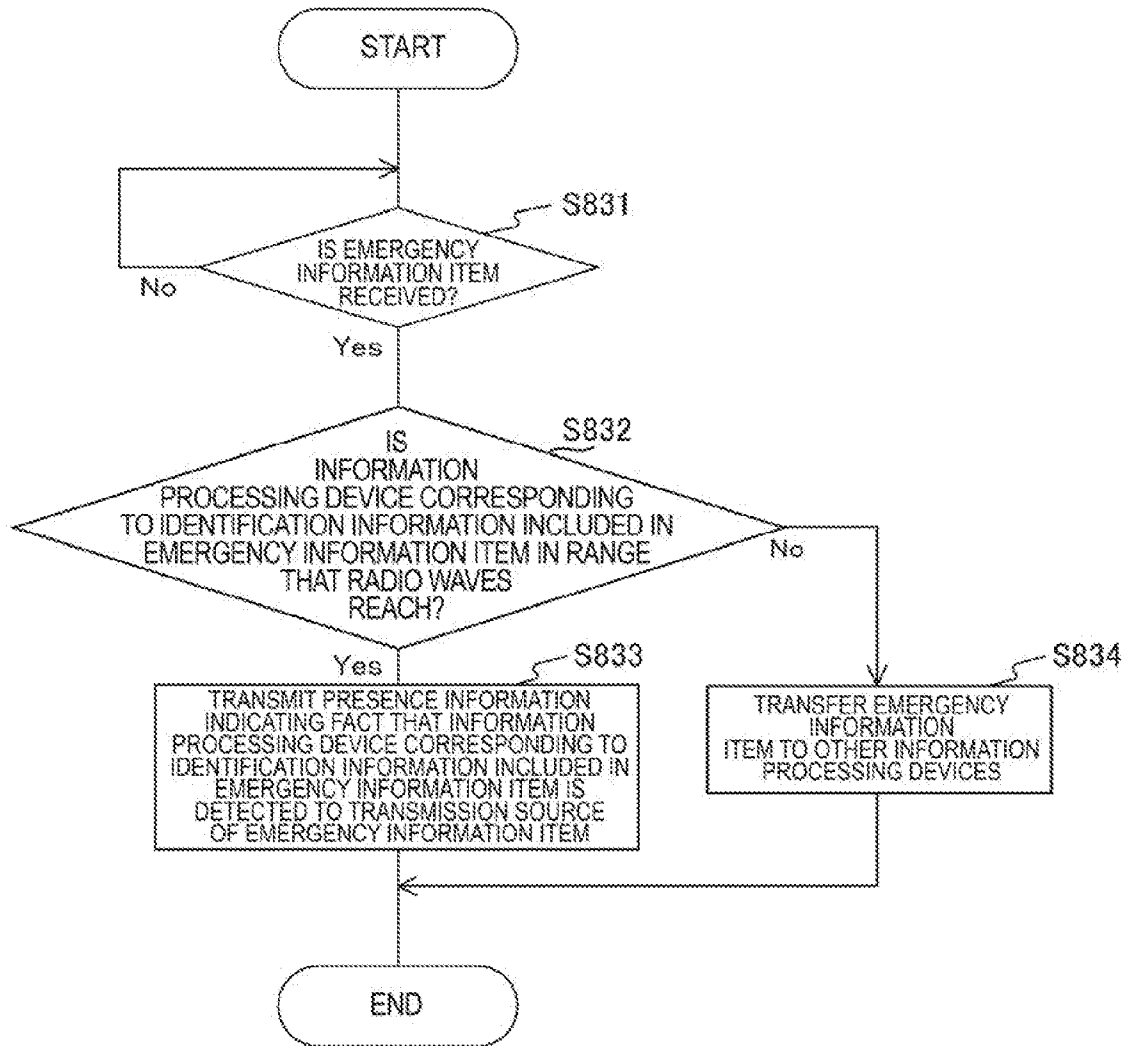 START
S831
IS EMERGENCY
INFORMATION ITEM
RECEIVED?
No
Yes
S832
IS
INFORMATION
PROCESSING DEVICE CORRESPONDING
TO IDENTIFICATION INFORMATION INCLUDED IN
EMERGENCY INFORMATION ITEM IN RANGE
THAT RADIO WAVES
REACH?
No
Yes
S833
TRANSMIT PRESENCE INFORMATION
INDICATING FACT THAT INFORMATION
PROCESSING DEVICE CORRESPONDING TO
IDENTIFICATION INFORMATION INCLUDED IN
EMERGENCY INFORMATION ITEM IS
DETECTED TO TRANSMISSION SOURCE
OF EMERGENCY INFORMATION ITEM
S834
TRANSFER EMERGENCY
INFORMATION
ITEM TO OTHER INFORMATION
PROCESSING DEVICES
END